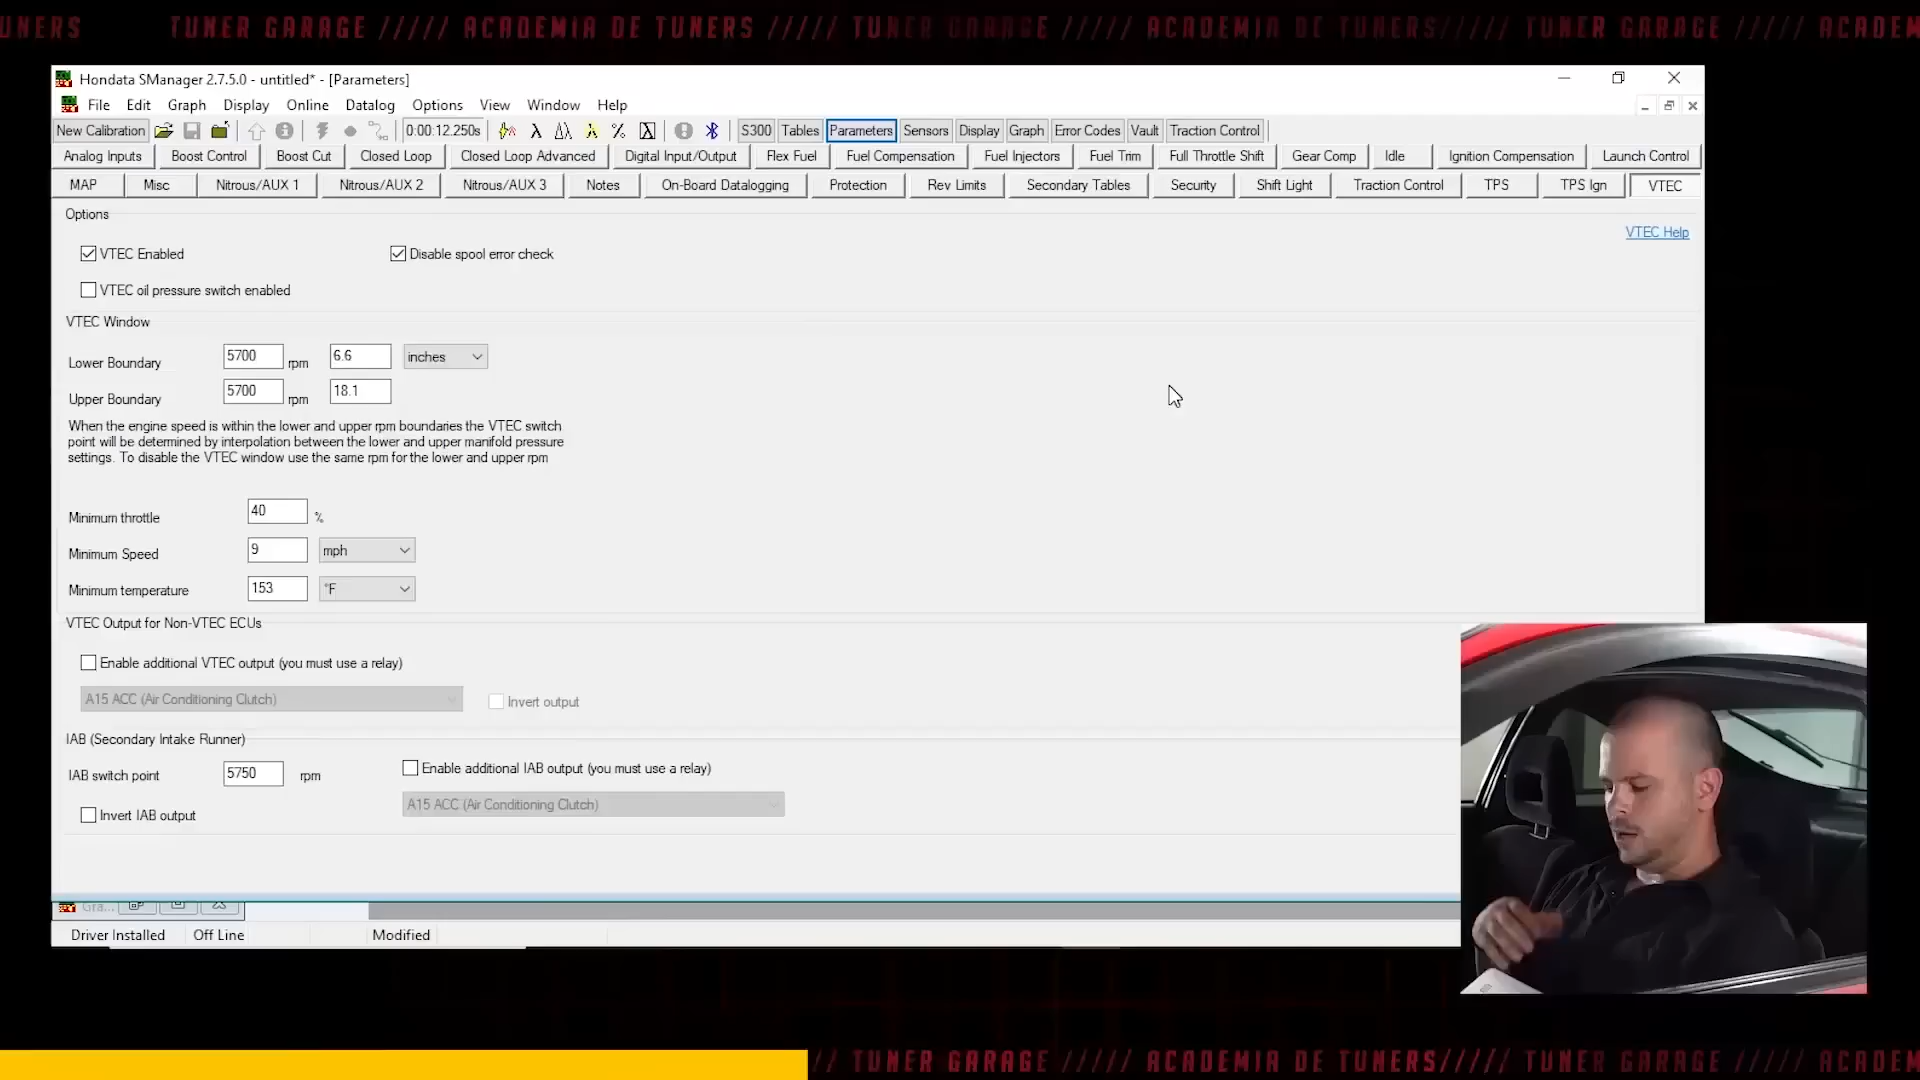 TUNERS TUNER GARAGE ///// ACADEMIA DE TUNERS ///// TUNER GARAGE ///// ACADEMIA DE TUNERS///// TUNER GARAGE ///// ACADEM
Hondata SManager 2.7.5.0 - untitled* - [Parameters]
File Edit Graph Display Online Datalog Options View Window Help
New Calibration 0:00:12.250s S300 Tables Parameters Sensors Display Graph Error Codes Vault Traction Control
Analog Inputs Boost Control Boost Cut Closed Loop Closed Loop Advanced Digital Input/Output Flex Fuel Fuel Compensation Fuel Injectors Fuel Trim Full Throttle Shift Gear Comp Idle Ignition Compensation Launch Control
MAP Misc Nitrous/AUX 1 Nitrous/AUX 2 Nitrous/AUX 3 Notes On-Board Datalogging Protection Rev Limits Secondary Tables Security Shift Light Traction Control TPS TPS Ign VTEC
Options
VTEC Help
VTEC Enabled Disable spool error check
VTEC oil pressure switch enabled
VTEC Window
Lower Boundary 5700 rpm 6.6 inches
Upper Boundary 5700 rpm 18.1
When the engine speed is within the lower and upper rpm boundaries the VTEC switch
point will be determined by interpolation between the lower and upper manifold pressure
settings. To disable the VTEC window use the same rpm for the lower and upper rpm
Minimum throttle 40 %
Minimum Speed 9 mph
Minimum temperature 153 °F
VTEC Output for Non-VTEC ECUs
Enable additional VTEC output (you must use a relay)
A15 ACC (Air Conditioning Clutch) Invert output
IAB (Secondary Intake Runner)
IAB switch point 5750 rpm Enable additional IAB output (you must use a relay)
A15 ACC (Air Conditioning Clutch)
Invert IAB output
Gra...
Driver Installed Off Line Modified
// TUNER GARAGE ///// ACADEMIA DE TUNERS///// TUNER GARAGE ///// ACADEM